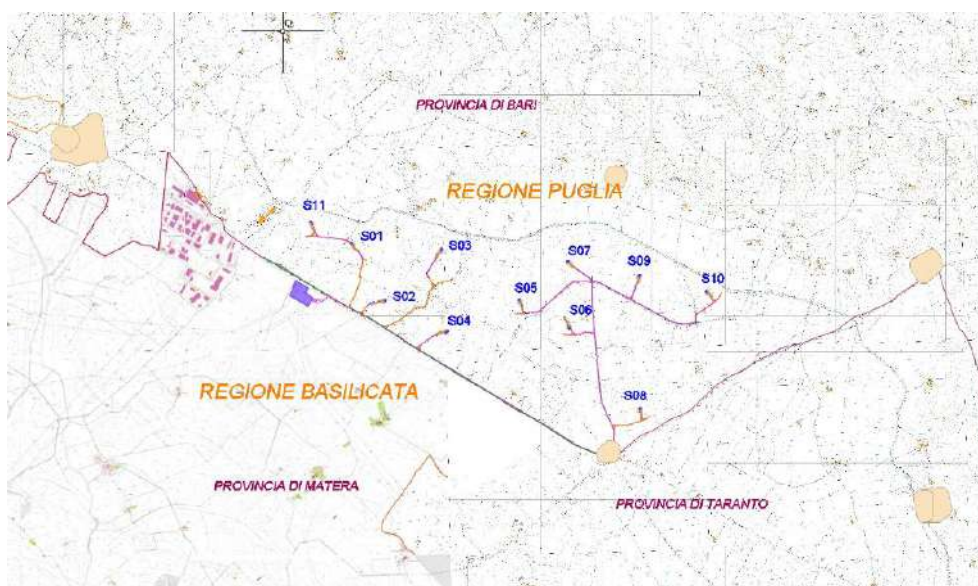 PROVINCIA DI BARI
REGIONE PUGLIA
S11
S01
S03
S07
S09
S10
S02
S05
S06
S04
REGIONE BASILICATA
S08
PROVINCIA DI MATERA
PROVINCIA DI TARANTO